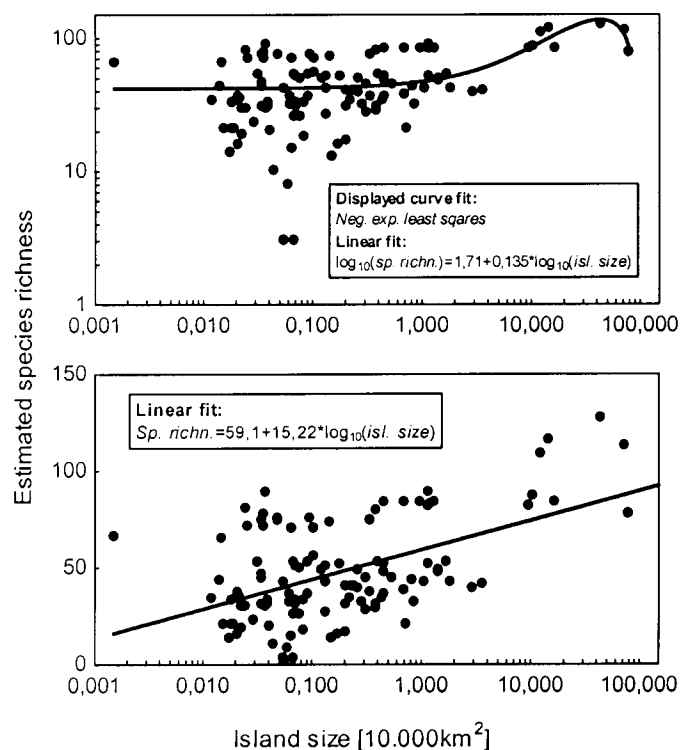 Estimated species richness
100
10
1
Displayed curve fit:
Neg. exp. least sqares
Linear fit:
log10(sp. richn.)=1,71+0,135*log10(isl. size)
0,001 0,010 0,100 1,000 10,000 100,000
150
100
50
0
Linear fit:
Sp. richn.=59,1+15,22*log10(isl. size)
0,001 0,010 0,100 1,000 10,000 100,000
Island size [10.000km2]